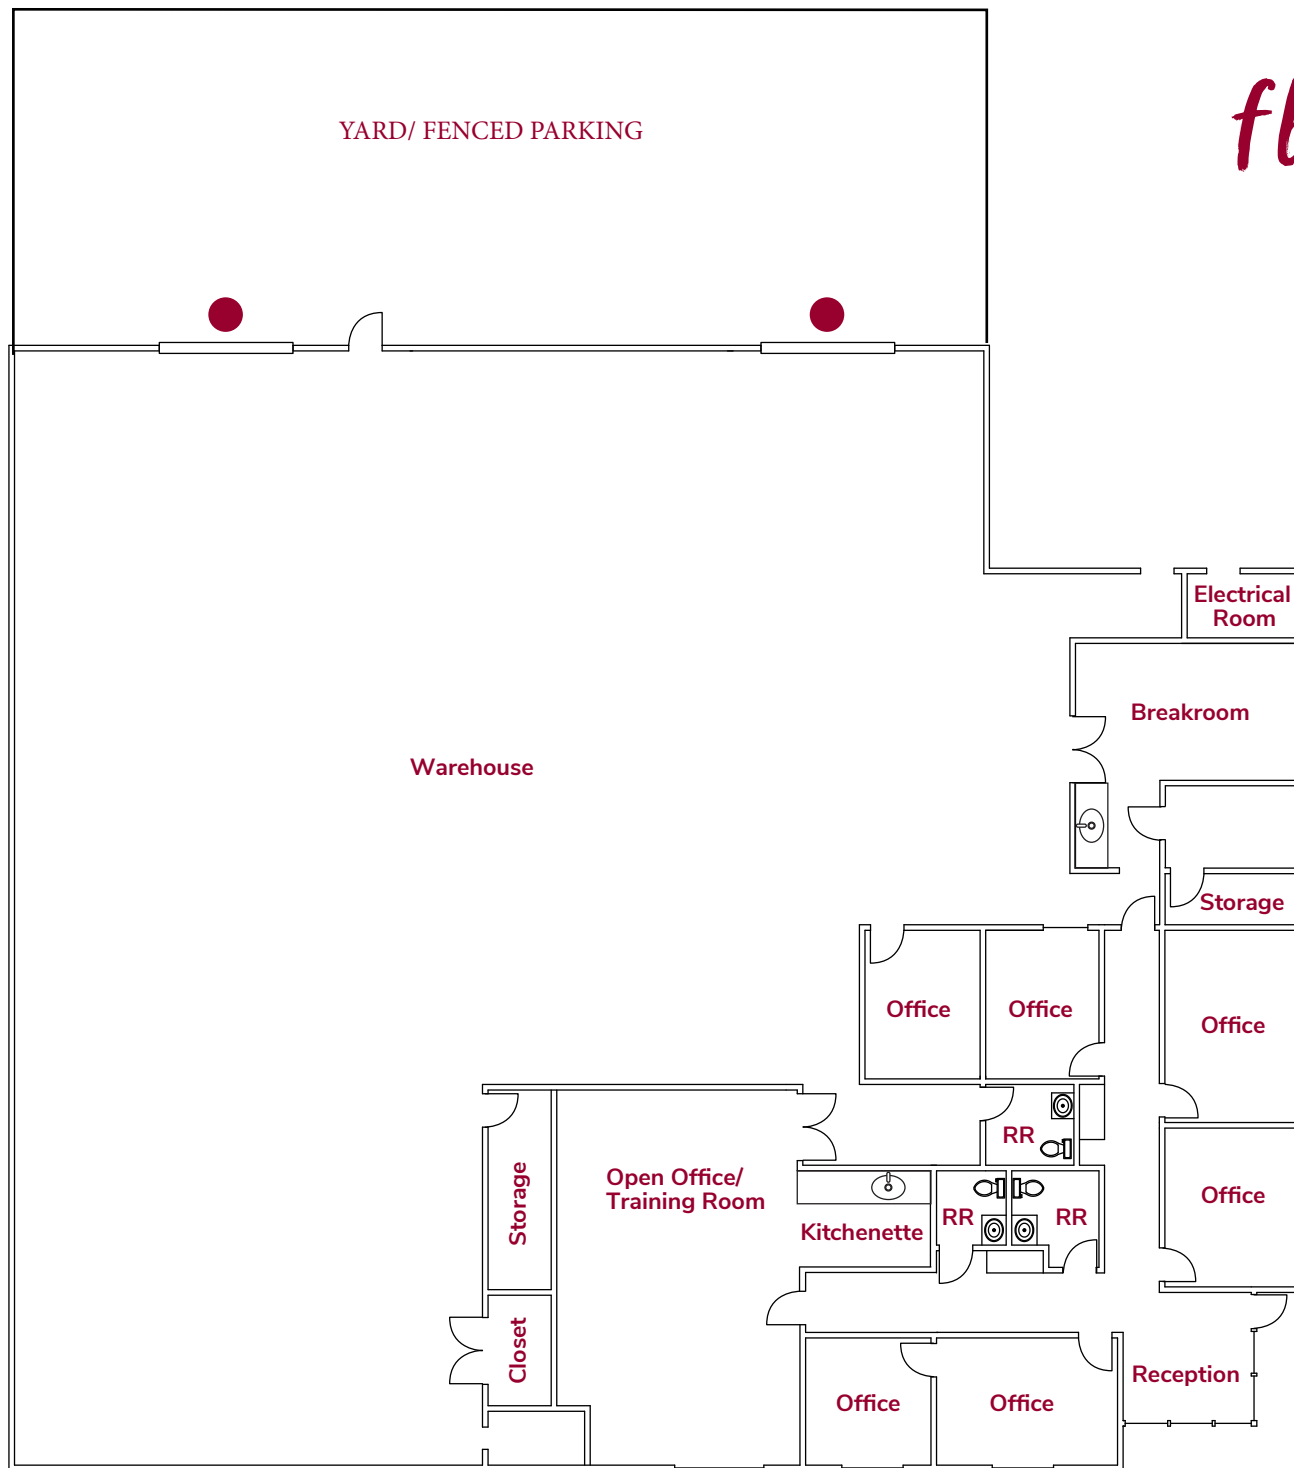 YARD/ FENCED PARKING
Electrical
Room
Breakroom
Warehouse
Storage
Office
Office
Office
RR
Open Office/
Training Room
Storage
Office
RR
RR
Kitchenette
Closet
Reception
Office
Office